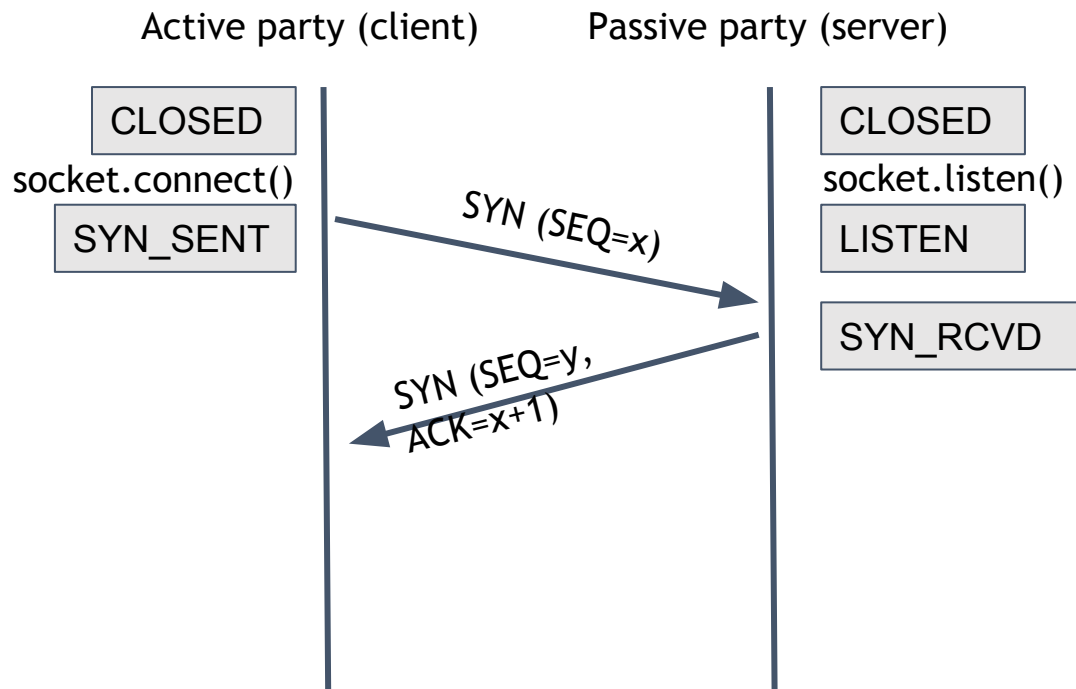 Active party (client)
Passive party (server)
CLOSED
CLOSED
socket.connect()
socket.listen()
SYN_SENT
SYN (SEQ=x)
LISTEN
SYN_RCVD
SYN (SEQ=y,
ACK=x+1)